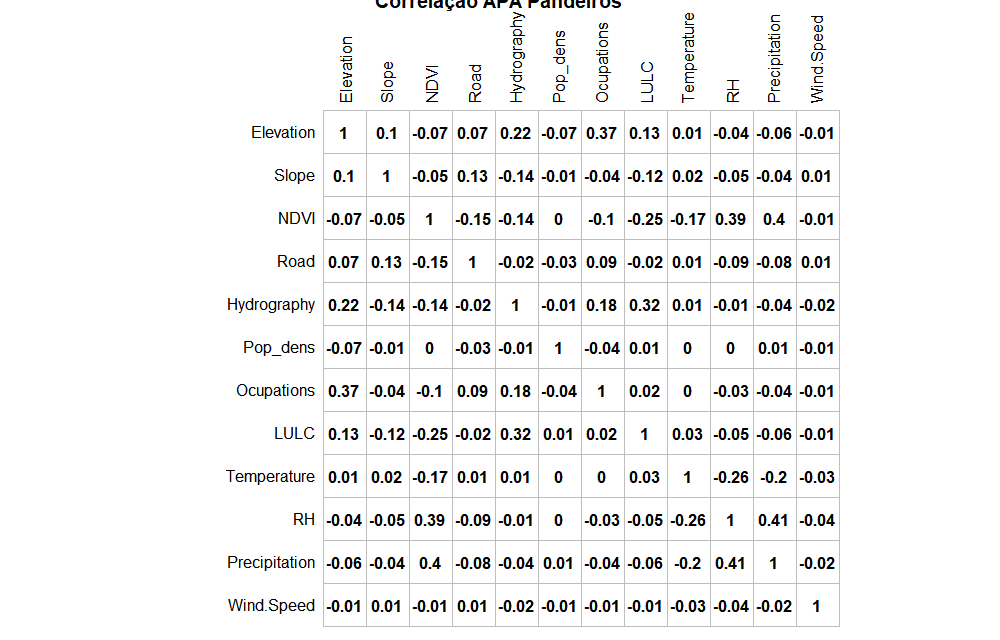 Correlação APA Pandeiros
Elevation Slope NDVI Road Hydrography Pop_dens Ocupations LULC Temperature RH Precipitation Wind.Speed
Elevation 1 0.1 -0.07 0.07 0.22 -0.07 0.37 0.13 0.01 -0.04 -0.06 -0.01
Slope 0.1 1 -0.05 0.13 -0.14 -0.01 -0.04 -0.12 0.02 -0.05 -0.04 0.01
NDVI -0.07 -0.05 1 -0.15 -0.14 0 -0.1 -0.25 -0.17 0.39 0.4 -0.01
Road 0.07 0.13 -0.15 1 -0.02 -0.03 0.09 -0.02 0.01 -0.09 -0.08 0.01
Hydrography 0.22 -0.14 -0.14 -0.02 1 -0.01 0.18 0.32 0.01 -0.01 -0.04 -0.02
Pop_dens -0.07 -0.01 0 -0.03 -0.01 1 -0.04 0.01 0 0 0.01 -0.01
Ocupations 0.37 -0.04 -0.1 0.09 0.18 -0.04 1 0.02 0 -0.03 -0.04 -0.01
LULC 0.13 -0.12 -0.25 -0.02 0.32 0.01 0.02 1 0.03 -0.05 -0.06 -0.01
Temperature 0.01 0.02 -0.17 0.01 0.01 0 0 0.03 1 -0.26 -0.2 -0.03
RH -0.04 -0.05 0.39 -0.09 -0.01 0 -0.03 -0.05 -0.26 1 0.41 -0.04
Precipitation -0.06 -0.04 0.4 -0.08 -0.04 0.01 -0.04 -0.06 -0.2 0.41 1 -0.02
Wind.Speed -0.01 0.01 -0.01 0.01 -0.02 -0.01 -0.01 -0.01 -0.03 -0.04 -0.02 1